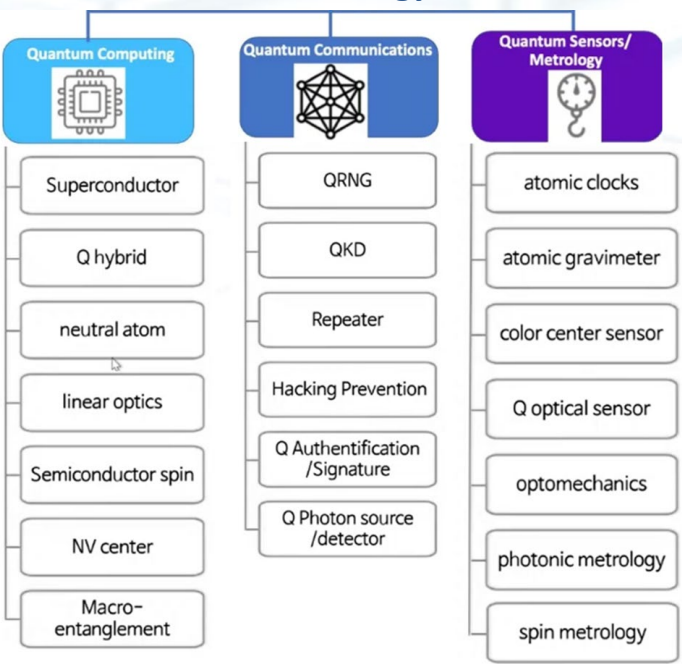 Quantum Computing
Superconductor
Q hybrid
neutral atom
linear optics
Semiconductor spin
NV center
Macro-
entanglement
Quantum Communications
QRNG
QKD
Repeater
Hacking Prevention
Q Authentification
/Signature
Q Photon source
/detector
Quantum Sensors/
Metrology
atomic clocks
atomic gravimeter
color center sensor
Q optical sensor
optomechanics
photonic metrology
spin metrology